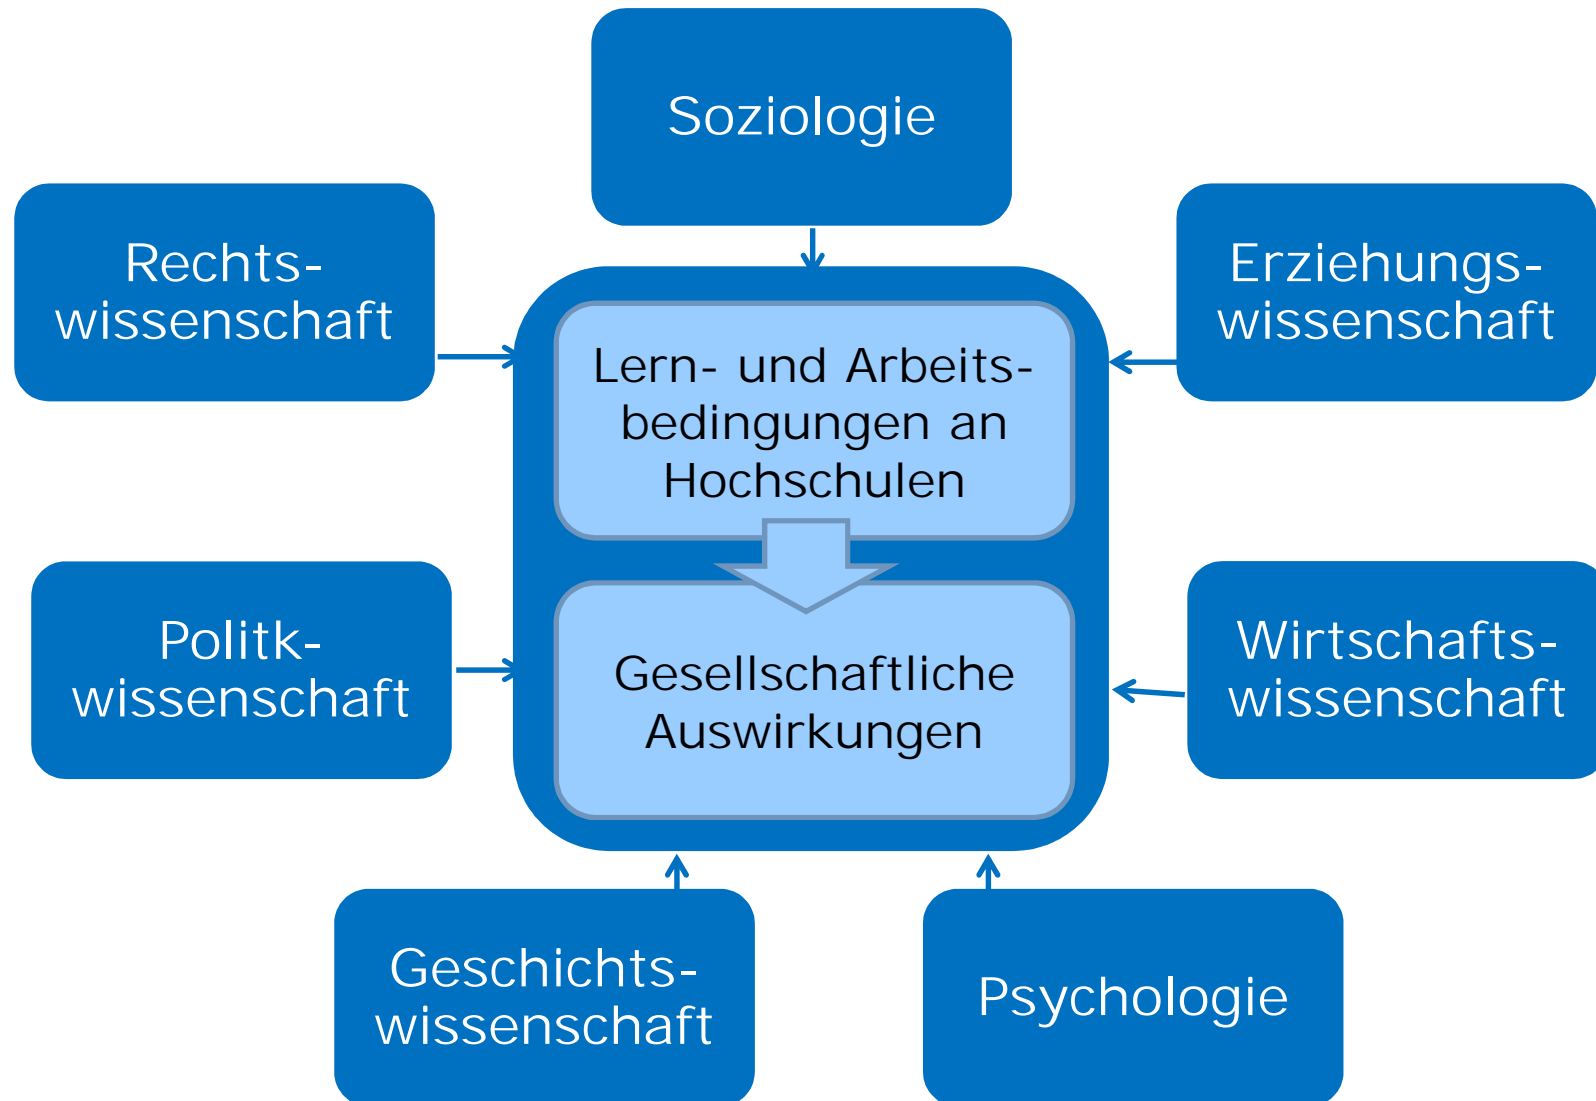 Soziologie
Rechts-
wissenschaft
Erziehungs-
wissenschaft
Lern- und Arbeits-
bedingungen an
Hochschulen
Politk-
wissenschaft
Gesellschaftliche
Auswirkungen
Wirtschafts-
wissenschaft
Geschichts-
wissenschaft
Psychologie